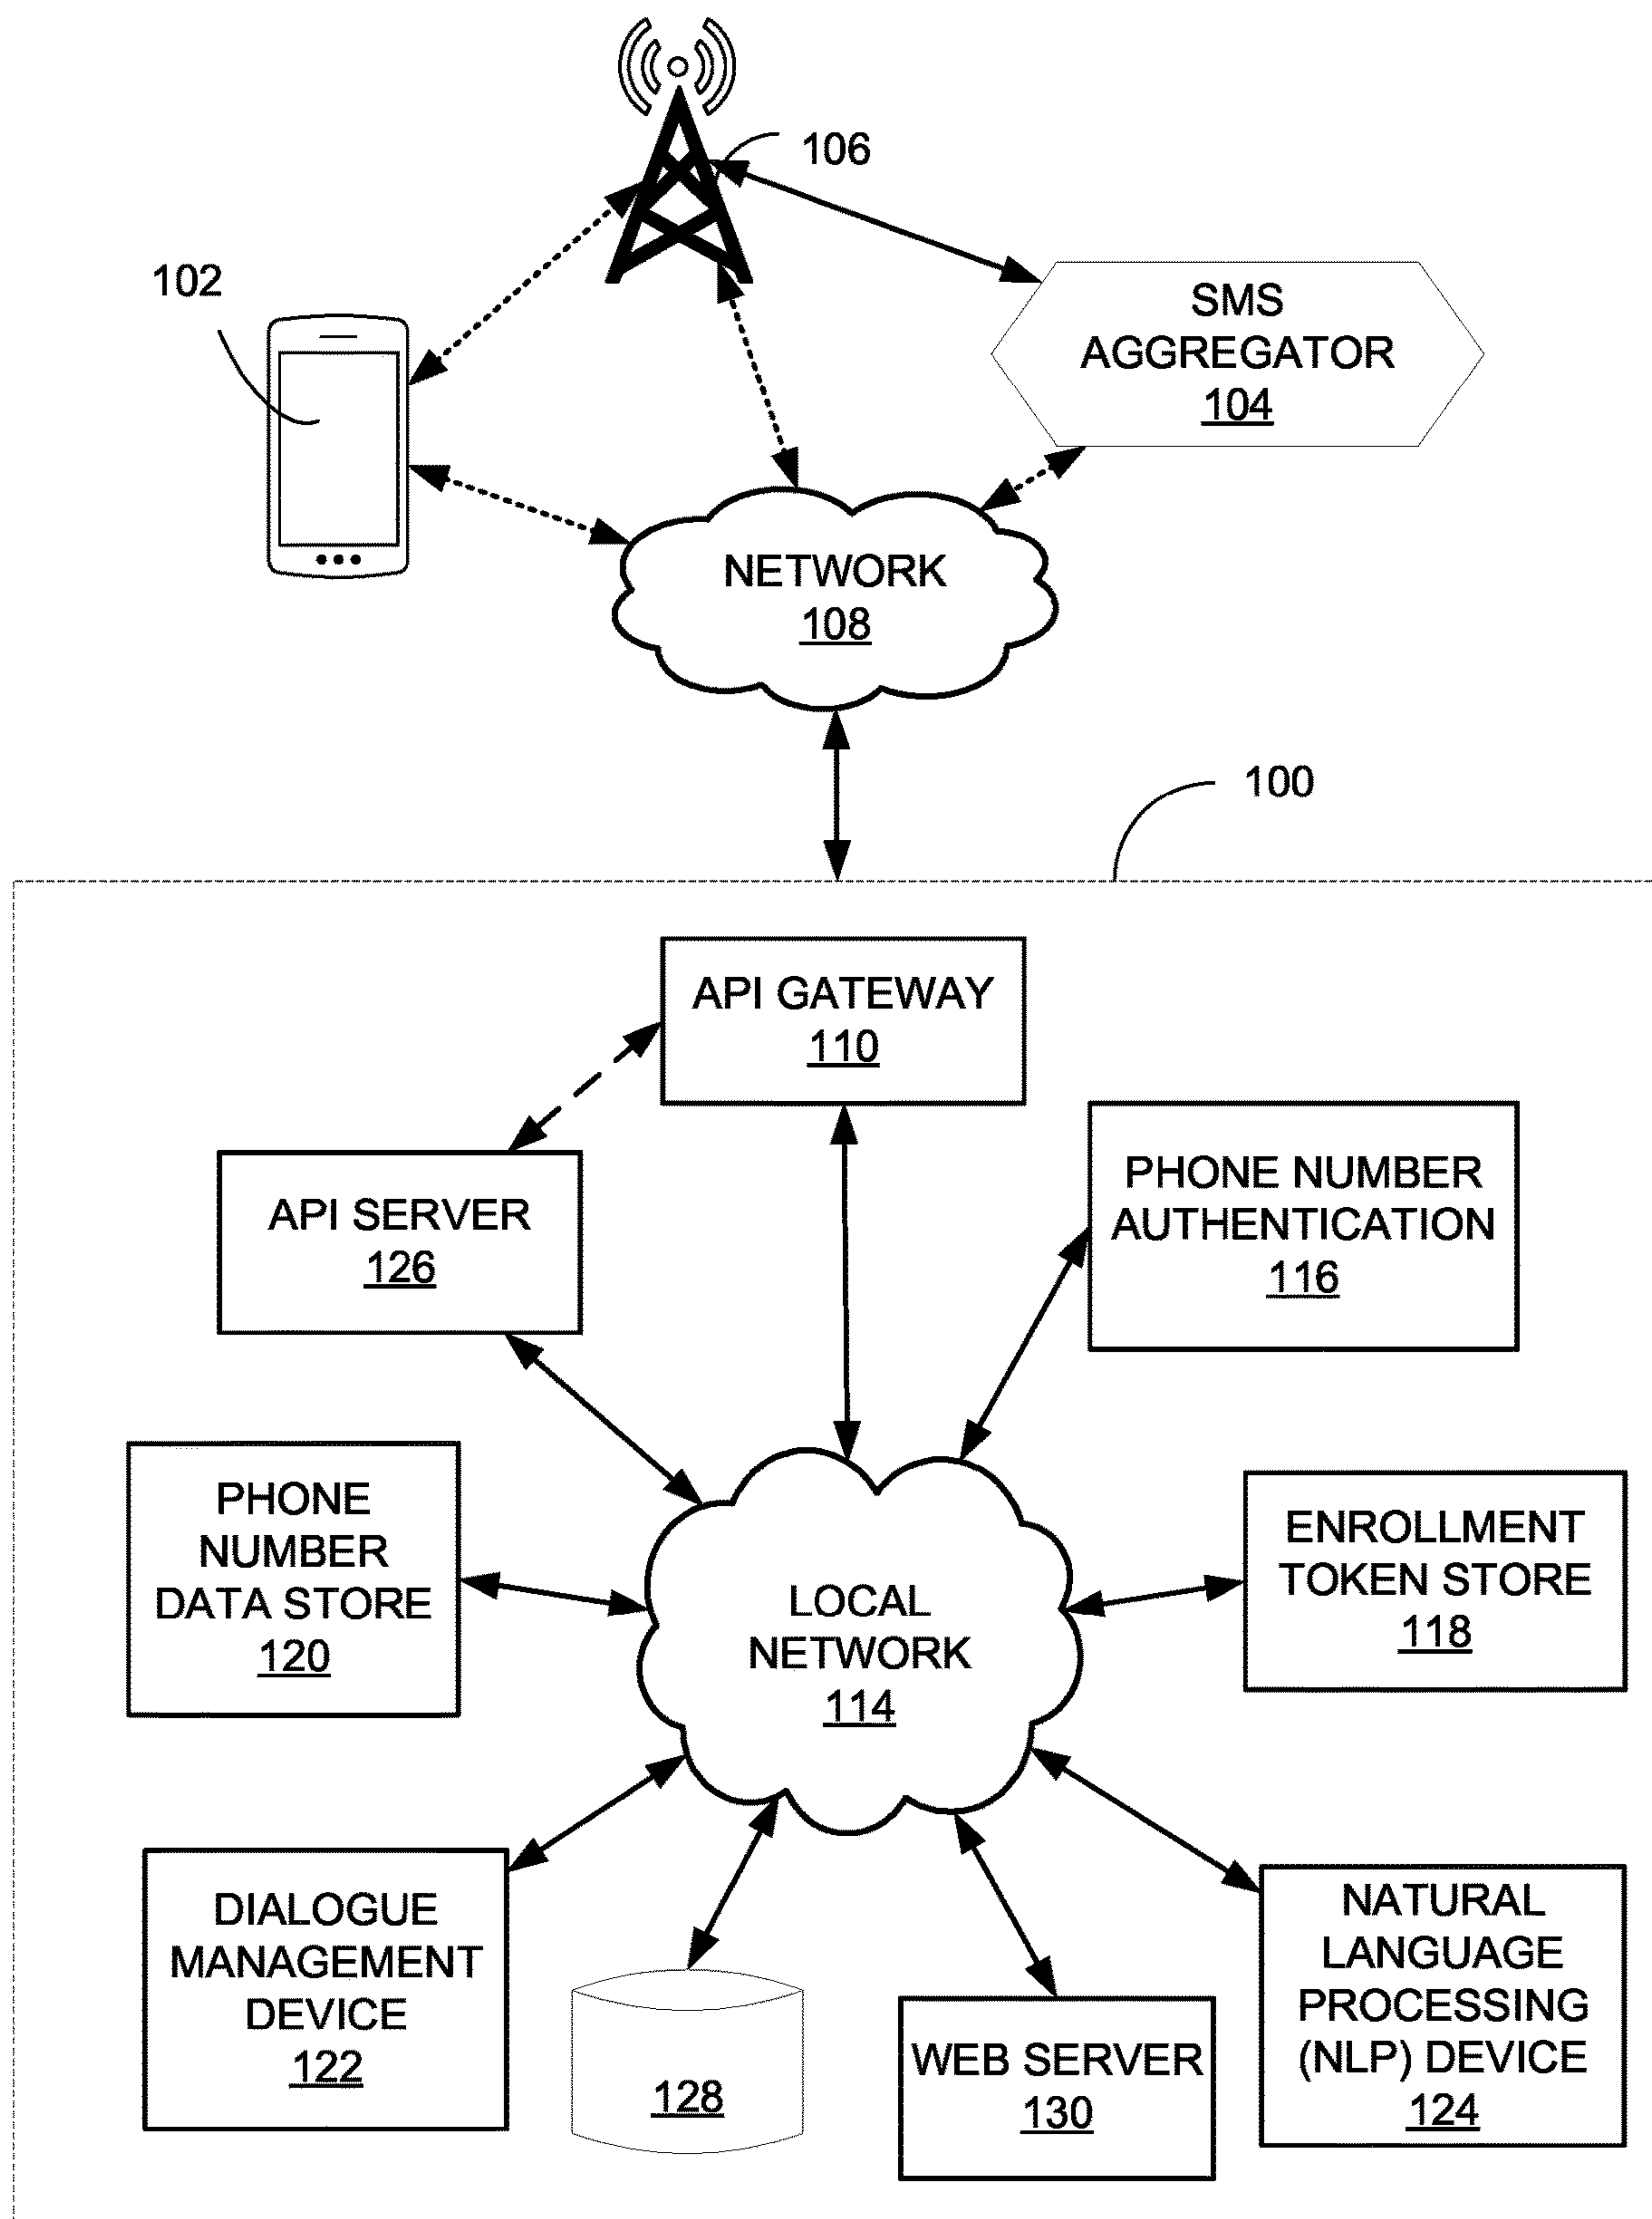 106
102
SMS
AGGREGATOR
104
NETWORK
108
100
API GATEWAY
110
PHONE NUMBER
AUTHENTICATION
116
API SERVER
126
PHONE
NUMBER
DATA STORE
120
ENROLLMENT
TOKEN STORE
118
LOCAL
NETWORK
114
DIALOGUE
MANAGEMENT
DEVICE
122
128
WEB SERVER
130
NATURAL
LANGUAGE
PROCESSING
(NLP) DEVICE
124